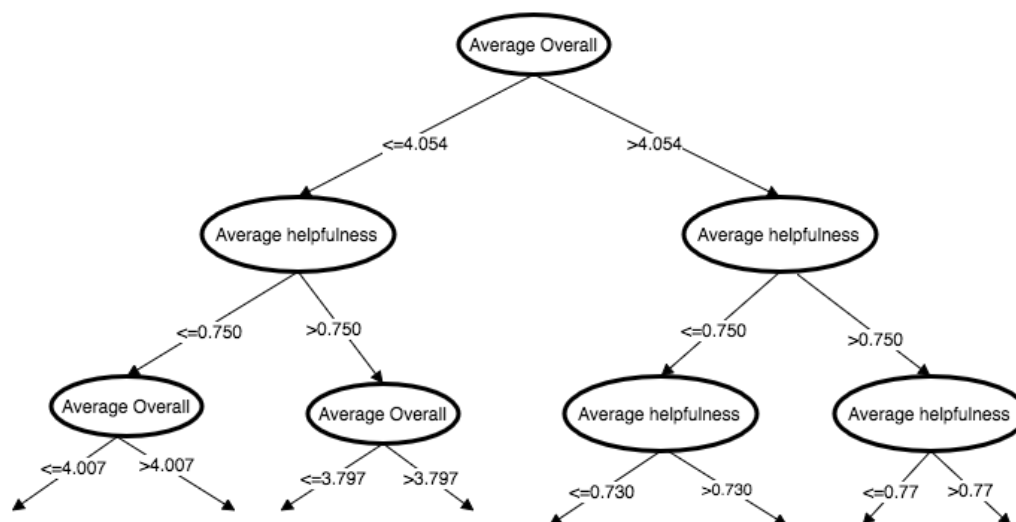 Average Overall
<=4.054
>4.054
Average helpfulness
Average helpfulness
<=0.750
>0.750
<=0.750
>0.750
Average Overall
Average Overall
Average helpfulness
Average helpfulness
<=4.007
>4.007
<=3.797
>3.797
<=0.730
>0.730
<=0.77
>0.77